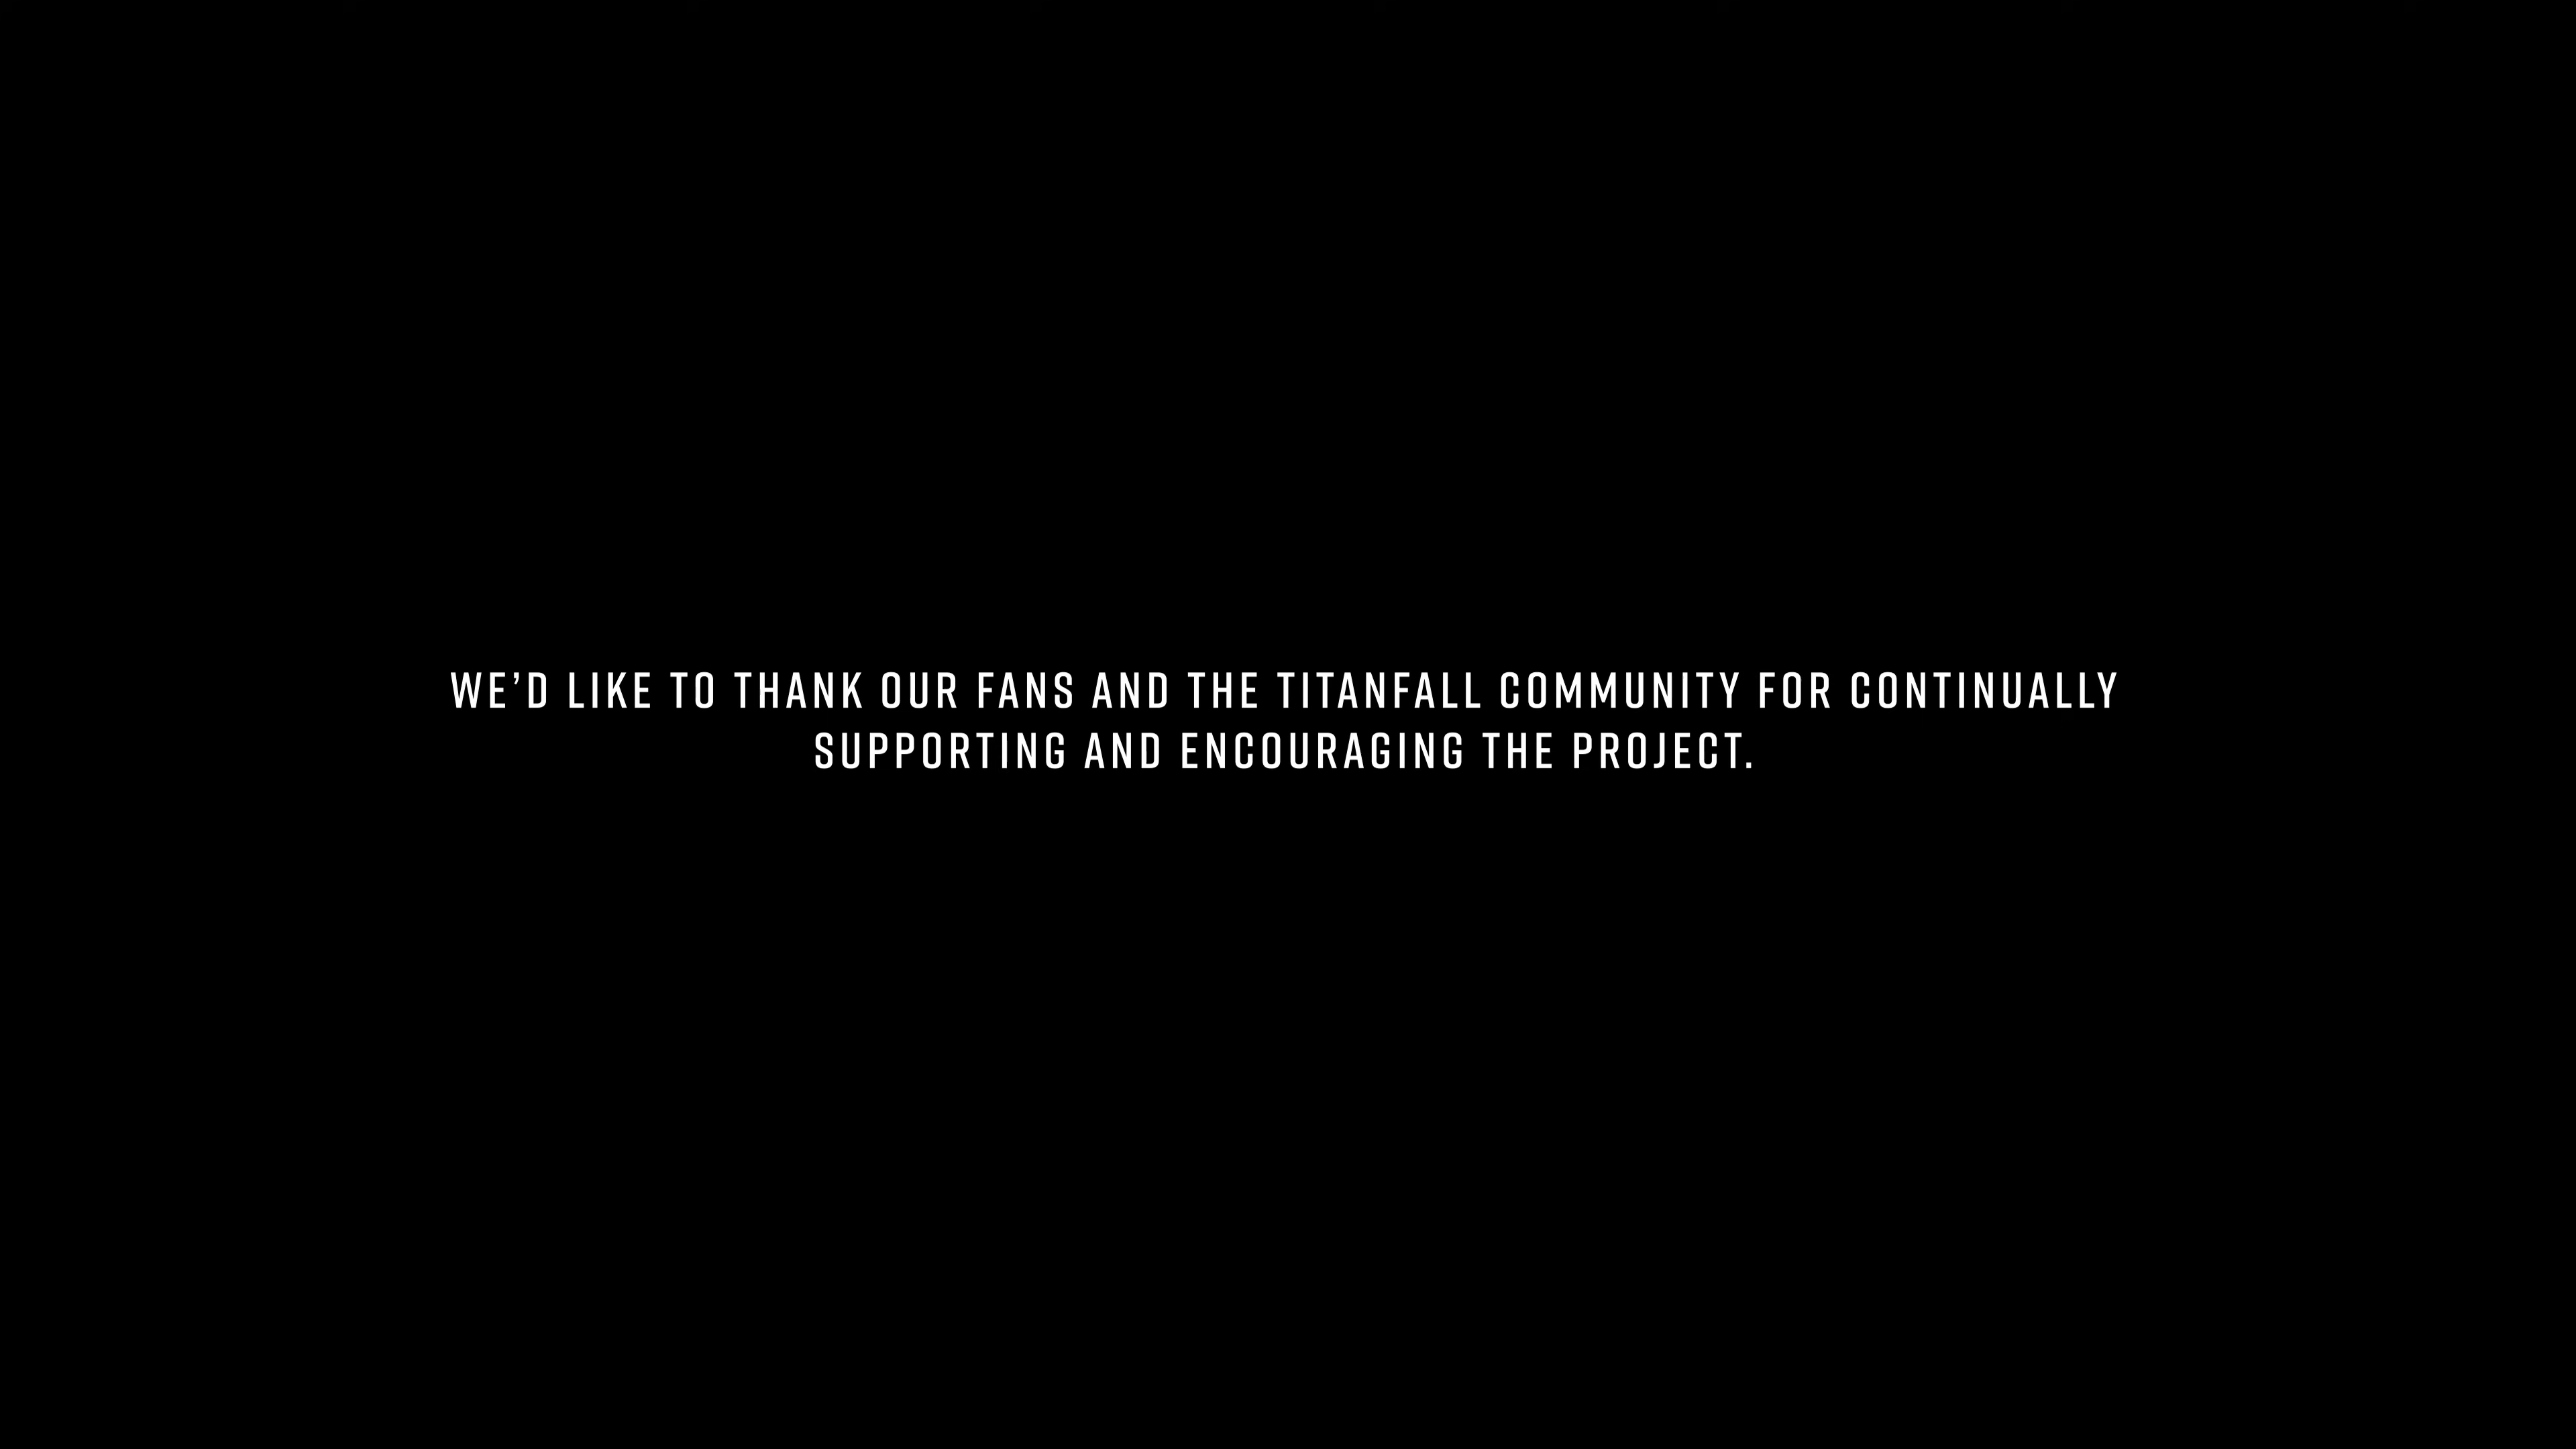 WE’D LIKE TO THANK OUR FANS AND THE TITANFALL COMMUNITY FOR CONTINUALLY
SUPPORTING AND ENCOURAGING THE PROJECT.